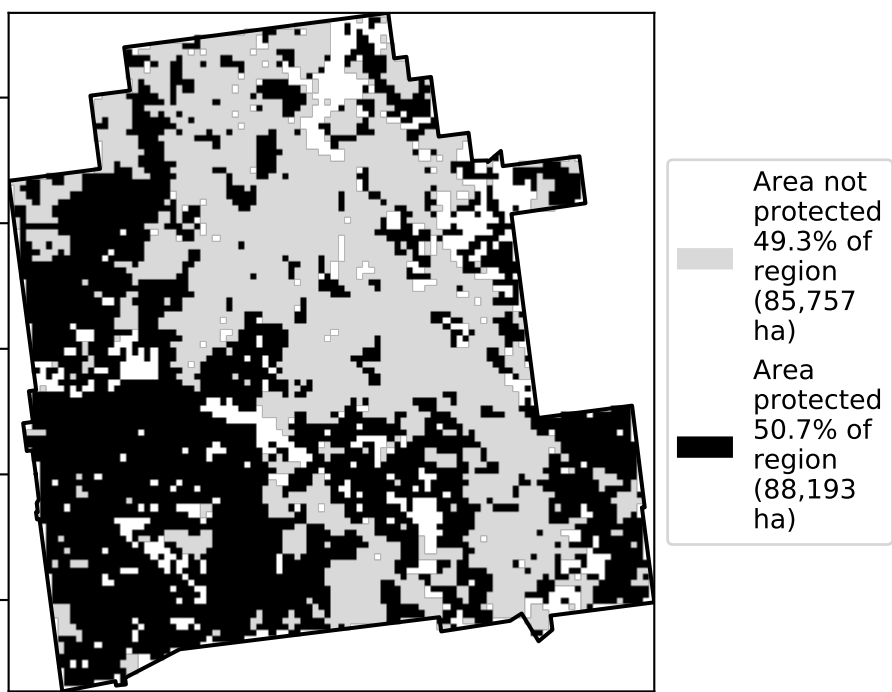 Area not
protected
49.3% of
region
(85,757
ha)
Area
protected
50.7% of
region
(88,193
ha)